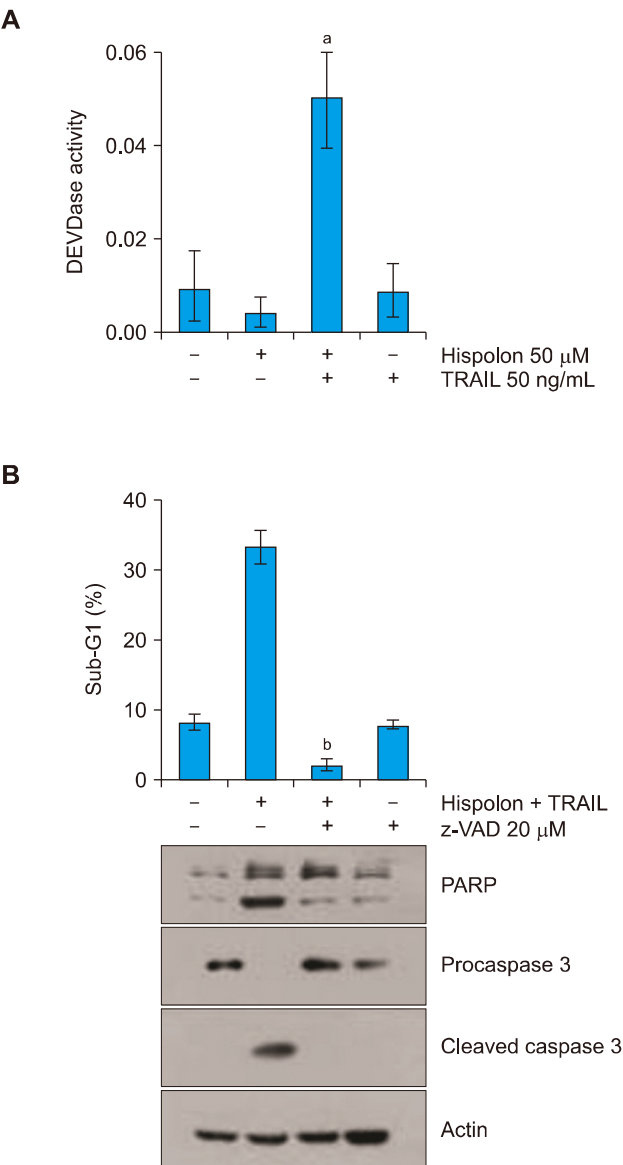 A
0.06
0.04
0.02
0.00
DEVDase activity
a
– + + – Hispolon 50 μM
– – + + TRAIL 50 ng/mL
B
40
30
20
10
0
Sub-G1 (%)
b
– + + – Hispolon + TRAIL
– – + + z-VAD 20 μM
PARP
Procaspase 3
Cleaved caspase 3
Actin